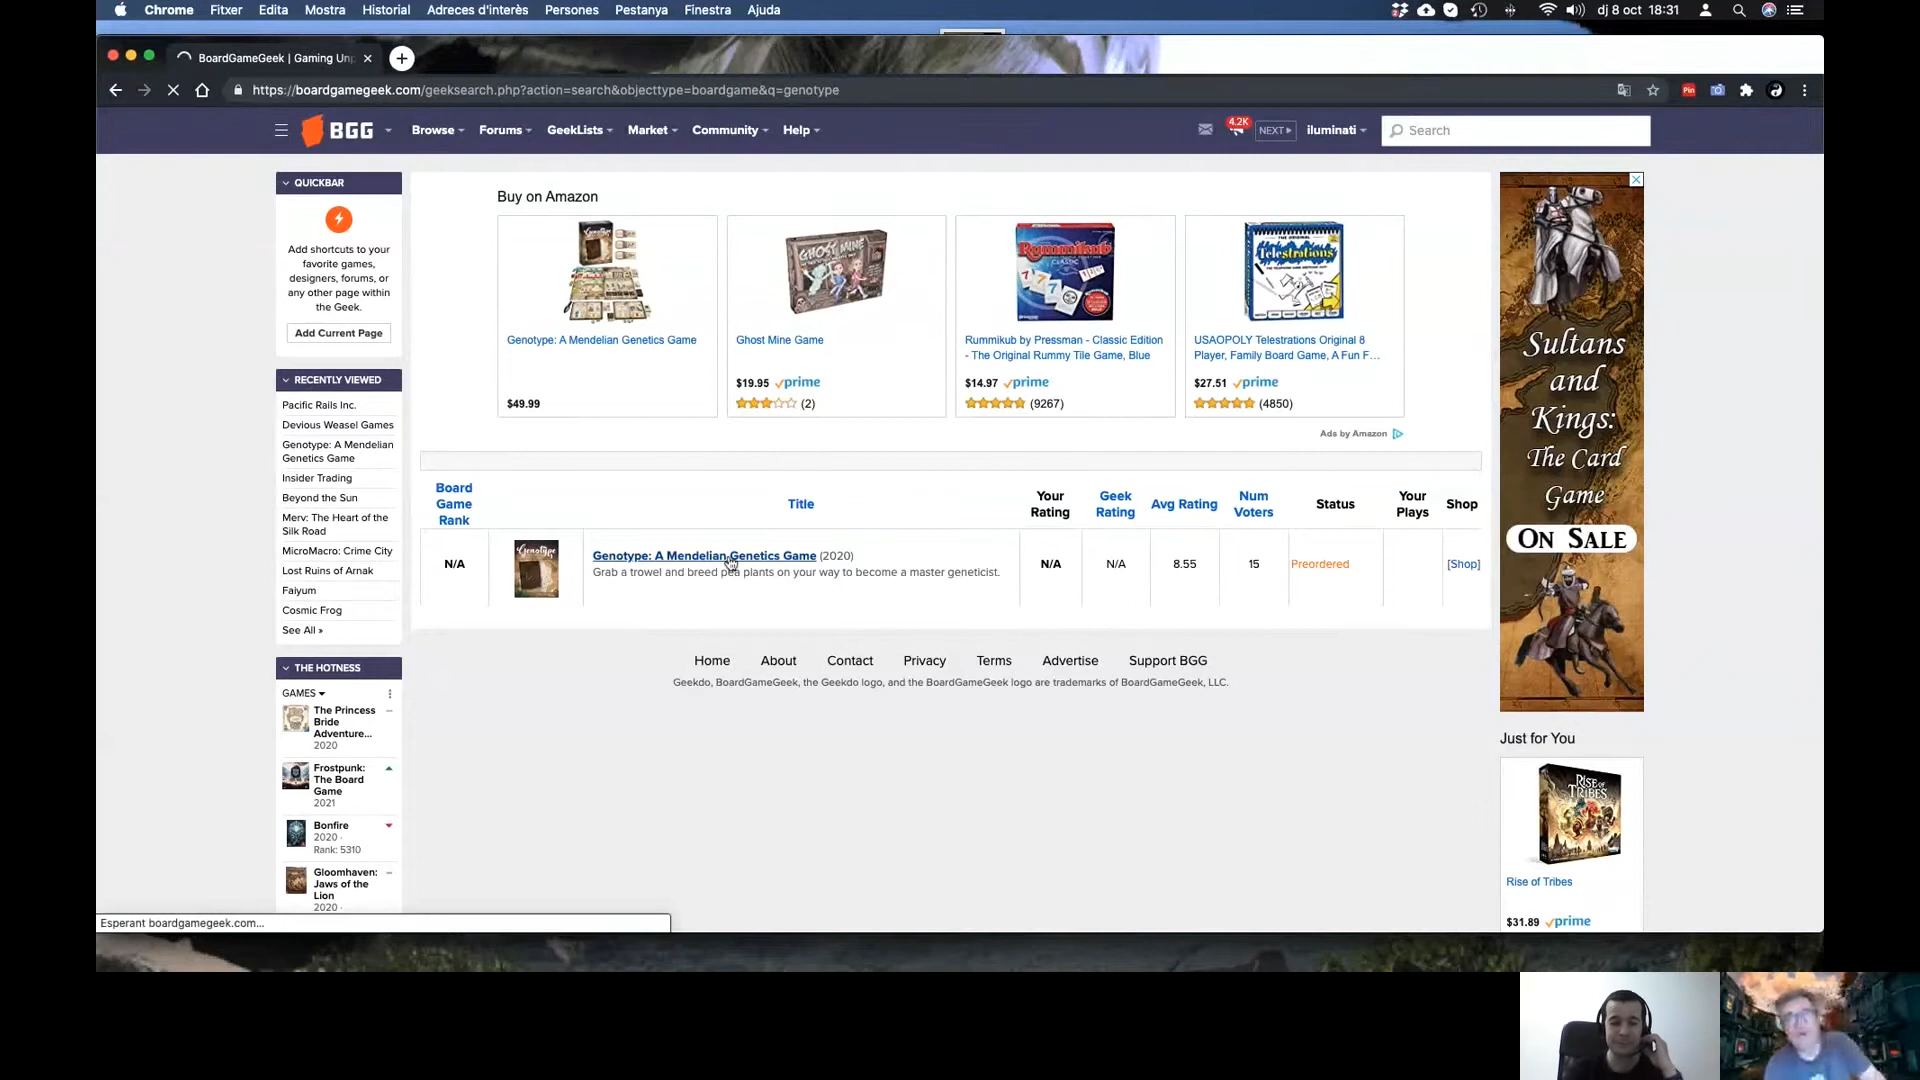 Chrome Fitxer Edita Mostra Historial Adreces d'interès Persones Pestanya Finestra Ajuda
dj 8 oct 18:31
BoardGameGeek | Gaming Unp
https://boardgamegeek.com/geeksearch.php?action=search&objecttype=boardgame&q=genotype
BGG Browse Forums GeekLists Market Community Help
4.2K NEXT iluminati Search
QUICKBAR
Add shortcuts to your
favorite games,
designers, forums, or
any other page within
the Geek.
Add Current Page
RECENTLY VIEWED
Pacific Rails Inc.
Devious Weasel Games
Genotype: A Mendelian
Genetics Game
Insider Trading
Beyond the Sun
Merv: The Heart of the
Silk Road
MicroMacro: Crime City
Lost Ruins of Arnak
Faiyum
Cosmic Frog
See All »
THE HOTNESS
GAMES
The Princess
Bride
Adventure...
2020
Frostpunk:
The Board
Game
2021
Bonfire
2020 ·
Rank: 5310
Gloomhaven:
Jaws of the
Lion
2020 ·
Buy on Amazon
Genotype
GHOST MINE
Rummikub
Telestrations
Genotype: A Mendelian Genetics Game
$49.99
Ghost Mine Game
$19.95 prime
(2)
Rummikub by Pressman - Classic Edition
- The Original Rummy Tile Game, Blue
$14.97 prime
(9267)
USAOPOLY Telestrations Original 8
Player, Family Board Game, A Fun F...
$27.51 prime
(4850)
Ads by Amazon
Board
Game
Rank
Title
Your
Rating
Geek
Rating
Avg Rating
Num
Voters
Status
Your
Plays
Shop
N/A
Genotype
Genotype: A Mendelian Genetics Game (2020)
Grab a trowel and breed pea plants on your way to become a master geneticist.
N/A N/A 8.55 15 Preordered [Shop]
Home About Contact Privacy Terms Advertise Support BGG
Geekdo, BoardGameGeek, the Geekdo logo, and the BoardGameGeek logo are trademarks of BoardGameGeek, LLC.
Sultans
and
Kings:
The Card
Game
ON SALE
Just for You
RISE OF
TRIBES
Rise of Tribes
$31.89 prime
Esperant boardgamegeek.com...